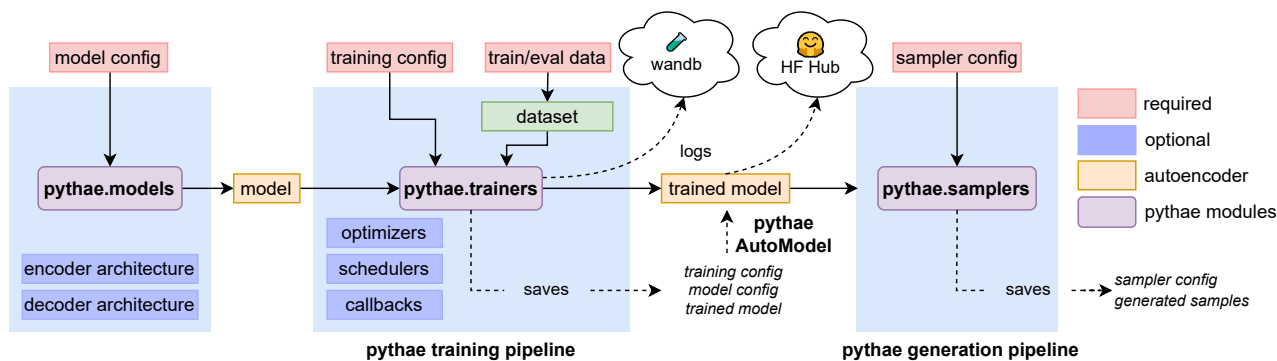 model config
training config
train/eval data
wandb
HF Hub
sampler config
dataset
required
optional
autoencoder
pythae modules
logs
pythae.models
model
pythae.trainers
trained model
pythae.samplers
pythae
AutoModel
optimizers
schedulers
callbacks
encoder architecture
decoder architecture
saves
training config
model config
trained model
saves
sampler config
generated samples
pythae training pipeline
pythae generation pipeline